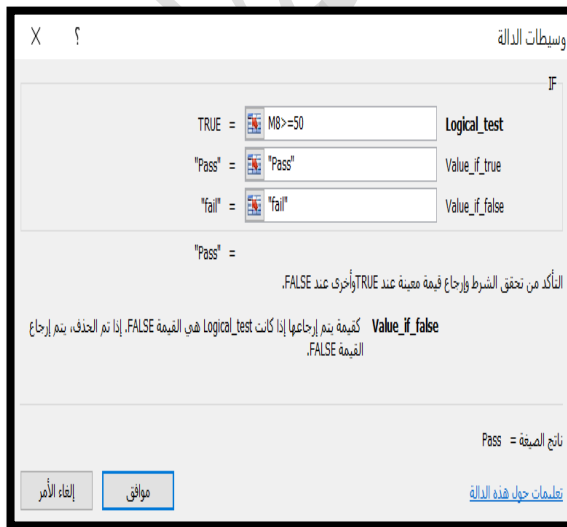 وسيطات الدالة ؟ X
IF
Logical_test M8>=50 = TRUE
Value_if_true "Pass" = "Pass"
Value_if_false "fail" = "fail"
= "Pass"
التأكد من تحقق الشرط وإرجاع قيمة معينة عند TRUEوأخرى عند FALSE.
Value_if_false كقيمة يتم إرجاعها إذا كانت Logical_test هي القيمة FALSE. إذا تم الحذف، يتم إرجاع
القيمة FALSE.
ناتج الصيغة = Pass
تعليمات حول هذه الدالة موافق إلغاء الأمر